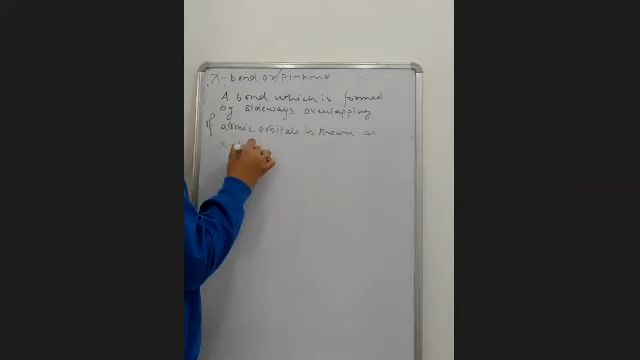 π-bond or/Pi-bond
A bond which is formed
by sideways overlapping
of atomic orbitals is known as
π